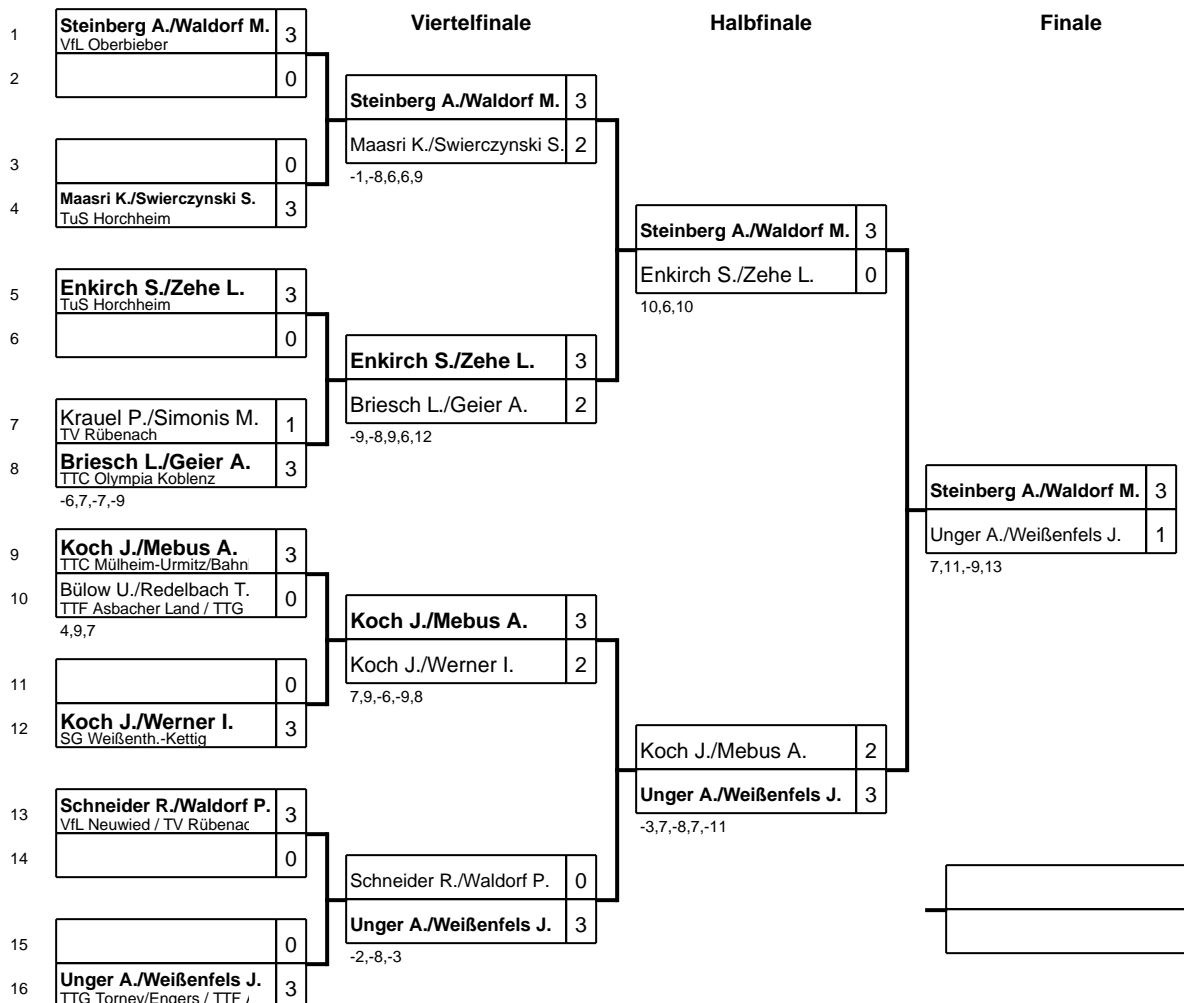 Viertelfinale
Halbfinale
Finale
1
Steinberg A./Waldorf M. 3
VfL Oberbieber
2
0
3
0
4
Maasri K./Swierczynski S. 3
TuS Horchheim
5
Enkirch S./Zehe L. 3
TuS Horchheim
6
0
7
Krauel P./Simonis M. 1
TV Rübenach
8
Briesch L./Geier A. 3
TTC Olympia Koblenz
-6,7,-7,-9
9
Koch J./Mebus A. 3
TTC Mülheim-Urmitz/Bahn
10
Bülow U./Redelbach T. 0
TTF Asbacher Land / TTG
4,9,7
11
0
12
Koch J./Werner I. 3
SG Weißenth.-Kettig
13
Schneider R./Waldorf P. 3
VfL Neuwied / TV Rübenac
14
0
15
0
16
Unger A./Weißenfels J. 3
TTG Torney/Engers / TTF
Steinberg A./Waldorf M. 3
Maasri K./Swierczynski S. 2
-1,-8,6,6,9
Enkirch S./Zehe L. 3
Briesch L./Geier A. 2
-9,-8,9,6,12
Koch J./Mebus A. 3
Koch J./Werner I. 2
7,9,-6,-9,8
Schneider R./Waldorf P. 0
Unger A./Weißenfels J. 3
-2,-8,-3
Steinberg A./Waldorf M. 3
Enkirch S./Zehe L. 0
10,6,10
Koch J./Mebus A. 2
Unger A./Weißenfels J. 3
-3,7,-8,7,-11
Steinberg A./Waldorf M. 3
Unger A./Weißenfels J. 1
7,11,-9,13